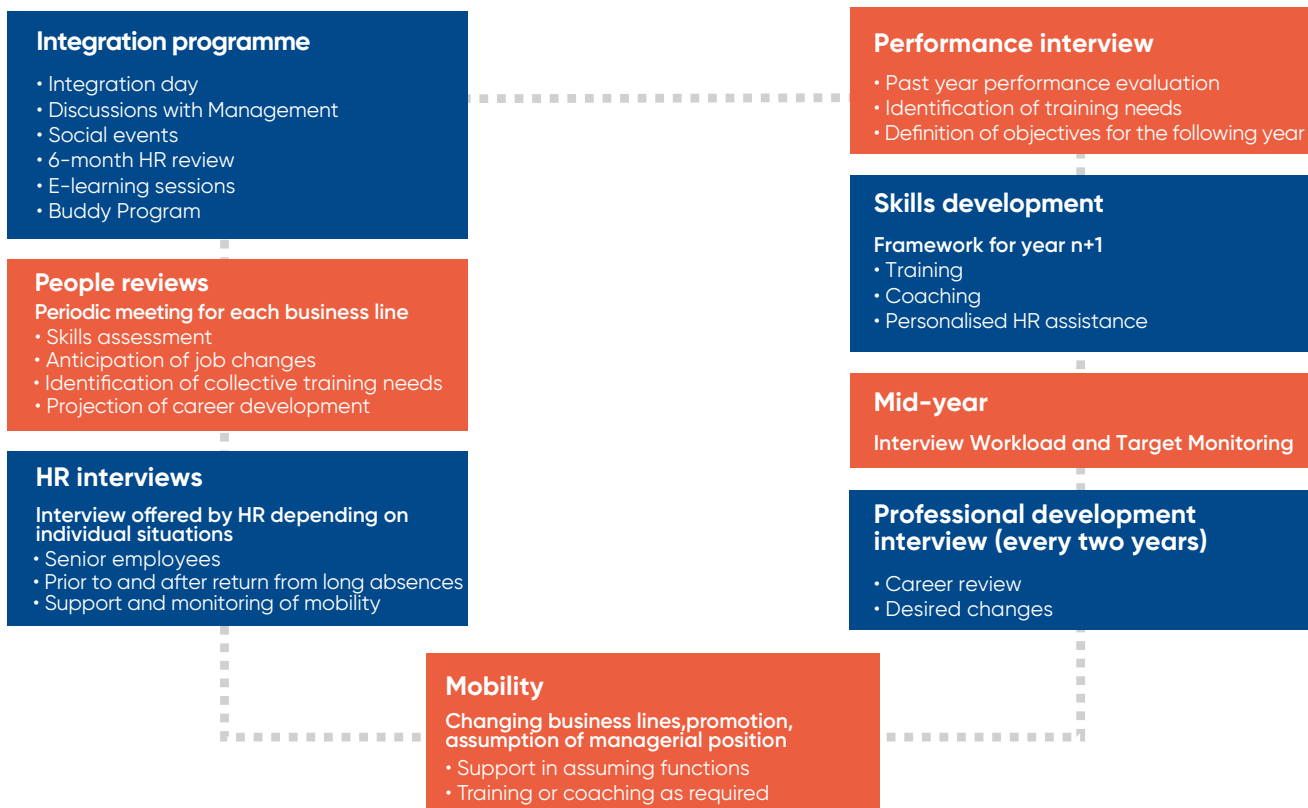 Integration programme
• Integration day
• Discussions with Management
• Social events
• 6-month HR review
• E-learning sessions
• Buddy Program
Performance interview
• Past year performance evaluation
• Identification of training needs
• Definition of objectives for the following year
People reviews
Periodic meeting for each business line
• Skills assessment
• Anticipation of job changes
• Identification of collective training needs
• Projection of career development
Skills development
Framework for year n+1
• Training
• Coaching
• Personalised HR assistance
HR interviews
Interview offered by HR depending on
individual situations
• Senior employees
• Prior to and after return from long absences
• Support and monitoring of mobility
Mid-year
Interview Workload and Target Monitoring
Professional development
interview (every two years)
• Career review
• Desired changes
Mobility
Changing business lines,promotion,
assumption of managerial position
• Support in assuming functions
• Training or coaching as required